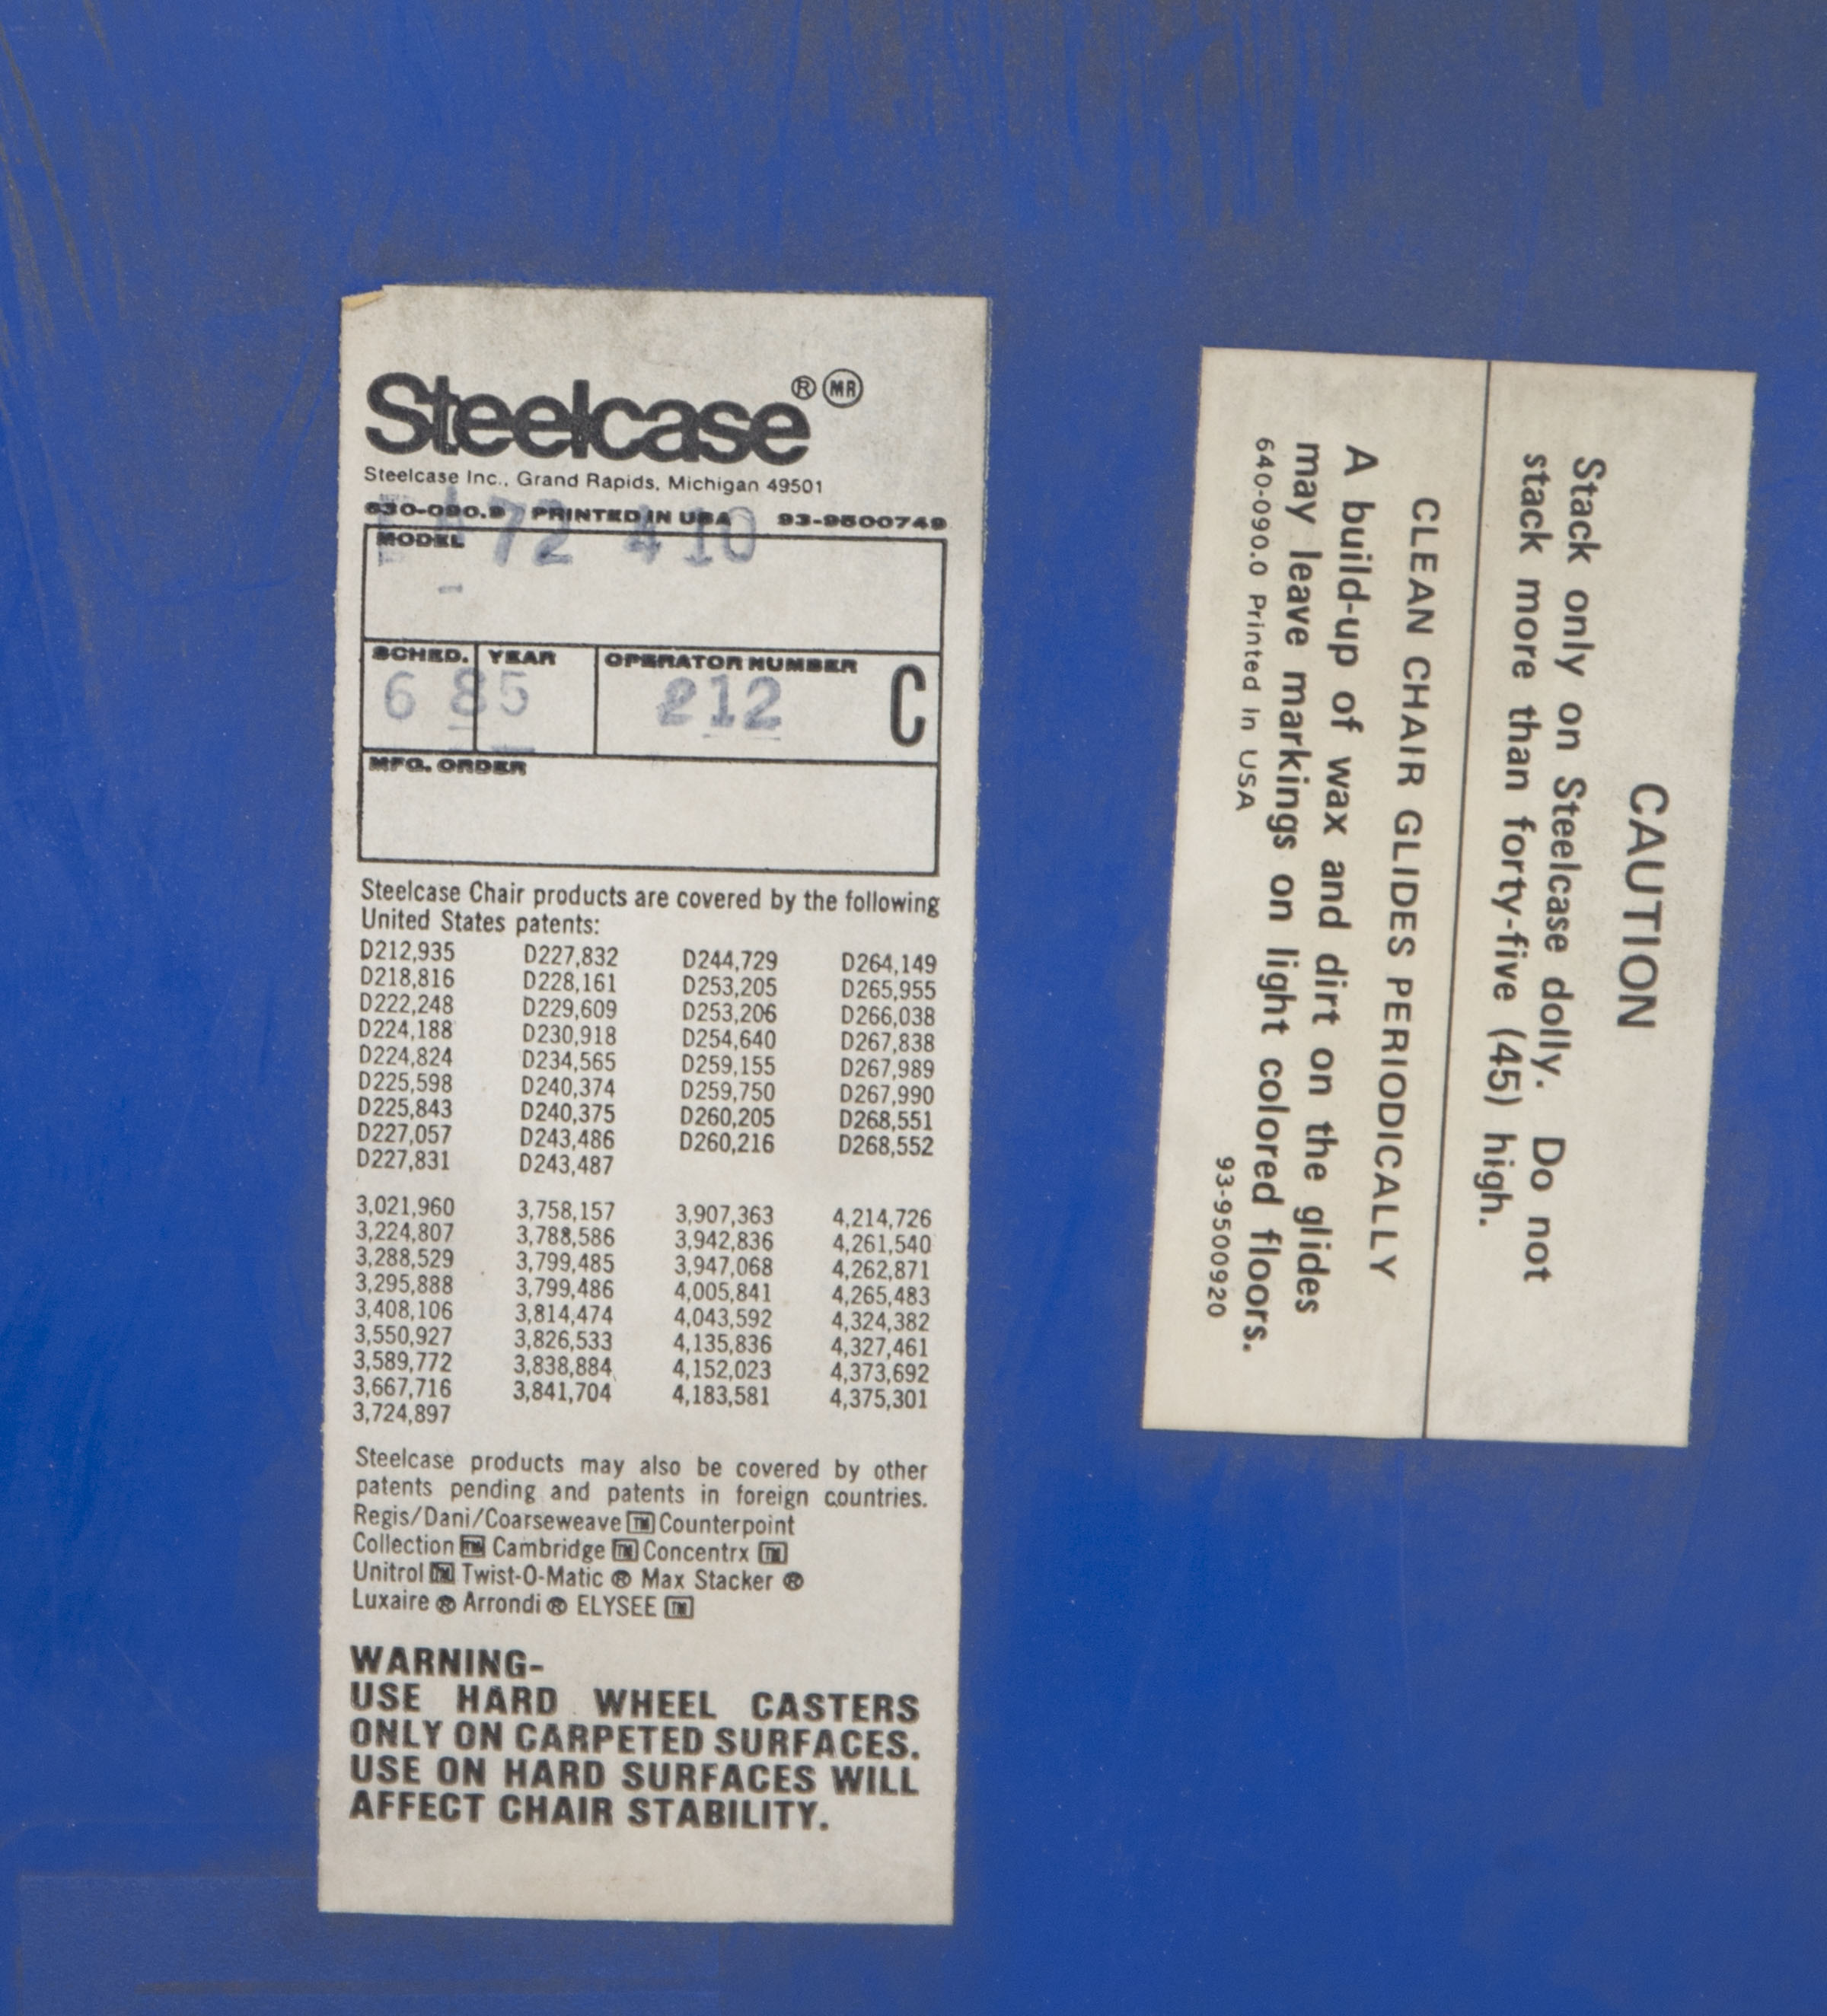 Steelcase ® MR
Steelcase Inc., Grand Rapids, Michigan 49501
630-090.9 PRINTED IN USA 93-9500749
72 410
MODEL
SCHED. YEAR OPERATOR NUMBER
6 85 212 C
MFG. ORDER
Steelcase Chair products are covered by the following
United States patents:
D212,935 D227,832 D244,729 D264,149
D218,816 D228,161 D253,205 D265,955
D222,248 D229,609 D253,206 D266,038
D224,188 D230,918 D254,640 D267,838
D224,824 D234,565 D259,155 D267,989
D225,598 D240,374 D259,750 D267,990
D225,843 D240,375 D260,205 D268,551
D227,057 D243,486 D260,216 D268,552
D227,831 D243,487
3,021,960 3,758,157 3,907,363 4,214,726
3,224,807 3,788,586 3,942,836 4,261,540
3,288,529 3,799,485 3,947,068 4,262,871
3,295,888 3,799,486 4,005,841 4,265,483
3,408,106 3,814,474 4,043,592 4,324,382
3,550,927 3,826,533 4,135,836 4,327,461
3,589,772 3,838,884 4,152,023 4,373,692
3,667,716 3,841,704 4,183,581 4,375,301
3,724,897
Steelcase products may also be covered by other
patents pending and patents in foreign countries.
Regis/Dani/Coarseweave TM Counterpoint
Collection TM Cambridge TM Concentrx TM
Unitrol TM Twist-O-Matic ® Max Stacker ®
Luxaire ® Arrondi ® ELYSEE TM
WARNING-
USE HARD WHEEL CASTERS
ONLY ON CARPETED SURFACES.
USE ON HARD SURFACES WILL
AFFECT CHAIR STABILITY.
CAUTION
Stack only on Steelcase dolly. Do not
stack more than forty-five (45) high.
CLEAN CHAIR GLIDES PERIODICALLY
A build-up of wax and dirt on the glides
may leave markings on light colored floors.
640-090.0 Printed In USA 93-9500920